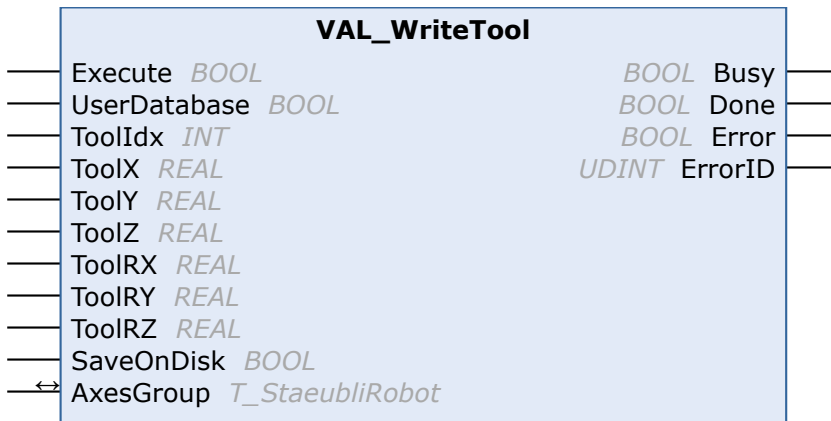 VAL_WriteTool
Execute BOOL BOOL Busy
UserDatabase BOOL BOOL Done
ToolIdx INT BOOL Error
ToolX REAL UDINT ErrorID
ToolY REAL
ToolZ REAL
ToolRX REAL
ToolRY REAL
ToolRZ REAL
SaveOnDisk BOOL
↔ AxesGroup T_StaeubliRobot